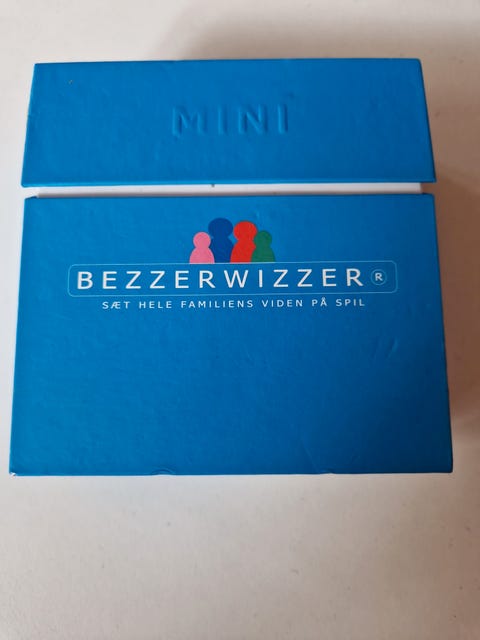 MINI
BEZZERWIZZER®
SÆT HELE FAMILIENS VIDEN PÅ SPIL